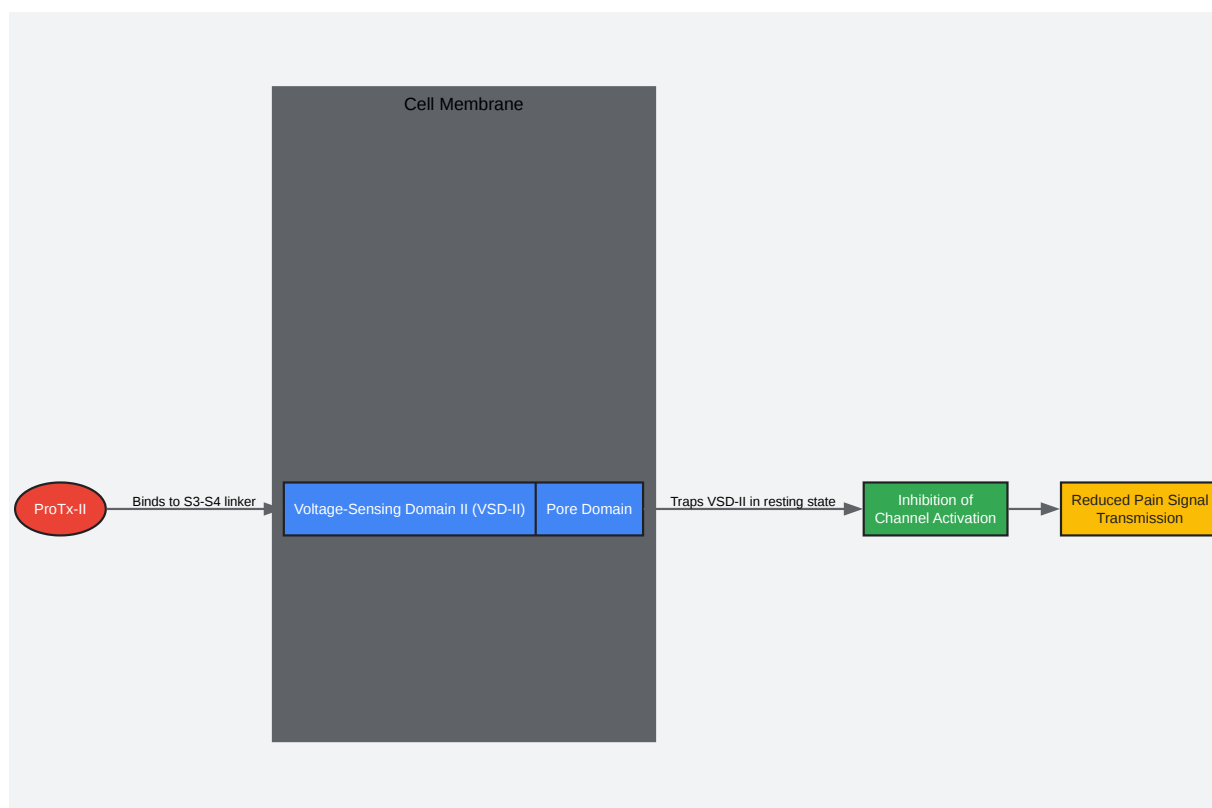 Cell Membrane
ProTx-II
Binds to S3-S4 linker
Voltage-Sensing Domain II (VSD-II)
Pore Domain
Traps VSD-II in resting state
Inhibition of
Channel Activation
Reduced Pain Signal
Transmission